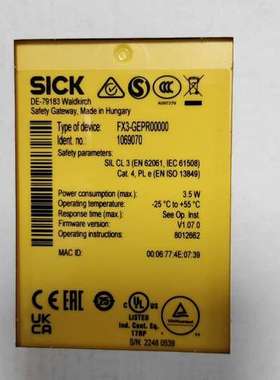 SICK
DE-79183 Waldkirch
Safety Gateway, Made in Hungary
Type of device: FX3-GEPR00000
Ident. no.: 1069070
Safety parameters:
SIL CL 3 (EN 62061, IEC 61508)
Cat. 4, PL e (EN ISO 13849)
Power consumption (max.): 3.5 W
Operating temperature: -25 °C to +55 °C
Response time (max.): See Op. Inst.
Firmware version: V1.07.0
Operating instructions: 8012662
MAC ID: 00:06:77:4E:07:39
CE EAC UL US
LISTED
Ind. Cont. Eq.
UK
CA
S/N: 2248 0539